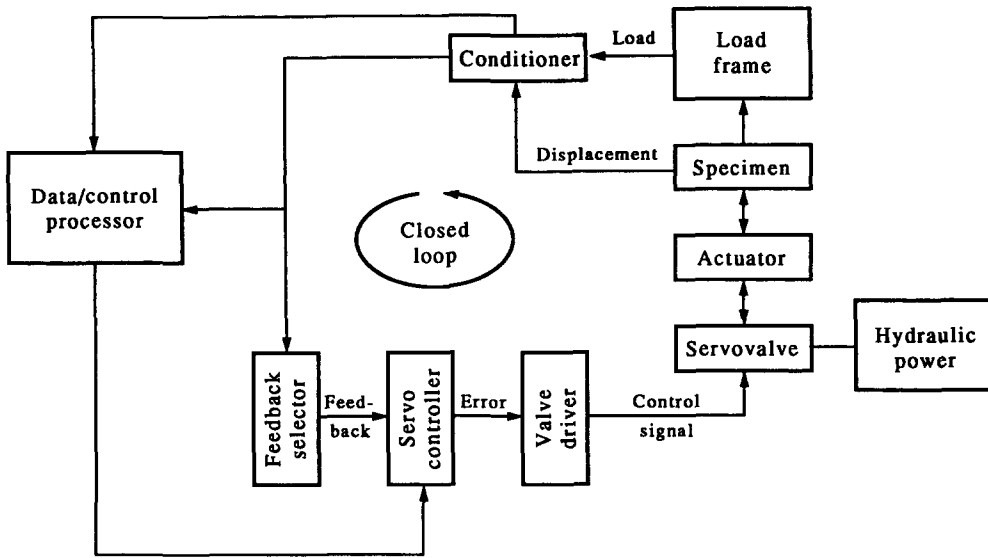 Load
Load
frame
Conditioner
Displacement
Specimen
Data/control
processor
Closed
loop
Actuator
Servovalve
Hydraulic
power
Feedback
selector
Feed-
back
Servo
controller
Error
Valve
driver
Control
signal